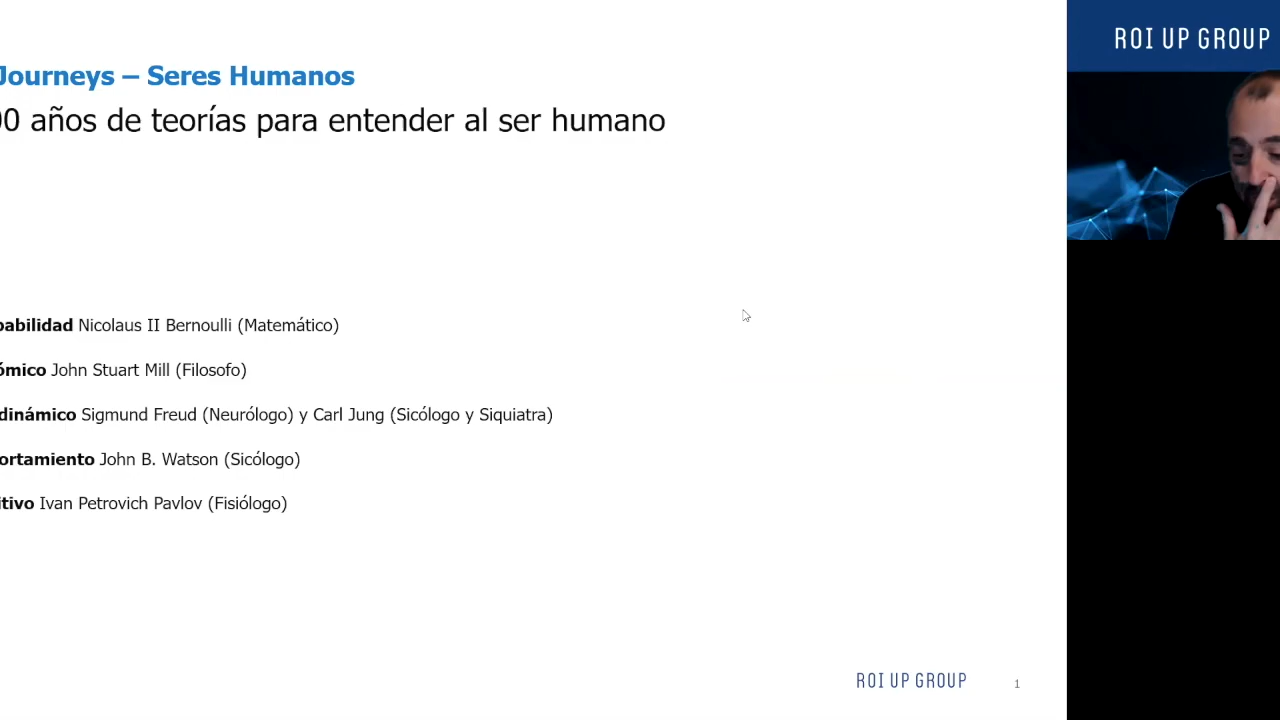 ROI UP GROUP
Journeys – Seres Humanos
00 años de teorías para entender al ser humano
babilidad Nicolaus II Bernoulli (Matemático)
ómico John Stuart Mill (Filosofo)
dinámico Sigmund Freud (Neurólogo) y Carl Jung (Sicólogo y Siquiatra)
ortamiento John B. Watson (Sicólogo)
itivo Ivan Petrovich Pavlov (Fisiólogo)
ROI UP GROUP 1